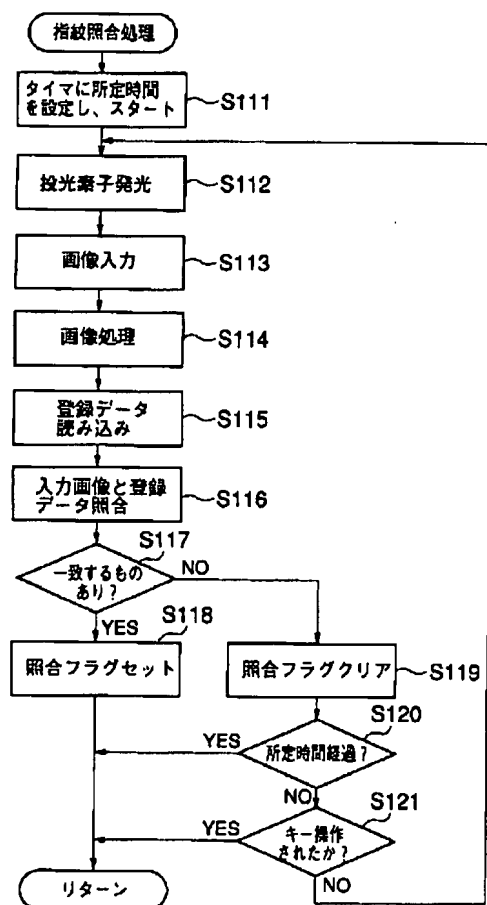 指紋照合処理
タイマに所定時間
を設定し、スタート
S111
投光素子発光
S112
画像入力
S113
画像処理
S114
登録データ
読み込み
S115
入力画像と登録
データ照合
S116
S117
一致するもの
あり?
NO
YES
S118
照合フラグセット
照合フラグクリア
S119
S120
所定時間経過?
YES
NO
S121
キー操作
されたか?
YES
NO
リターン